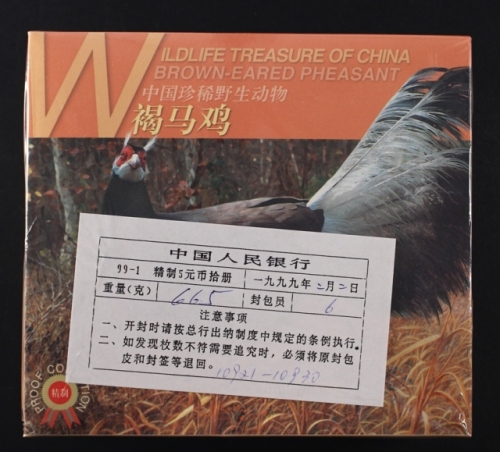 WILDLIFE TREASURE OF CHINA
BROWN-EARED PHEASANT
中国珍稀野生动物
褐马鸡
中国人民银行
99-1 精制5元币拾册 一九九九年二月二日
重量(克) 665 封包员 6
注意事项
一、开封时请按总行出纳制度中规定的条例执行.
二、如发现枚数不符需要追究时，必须将原封包
皮和封签等退回。 10921-10930
PROOF CO TION
精制